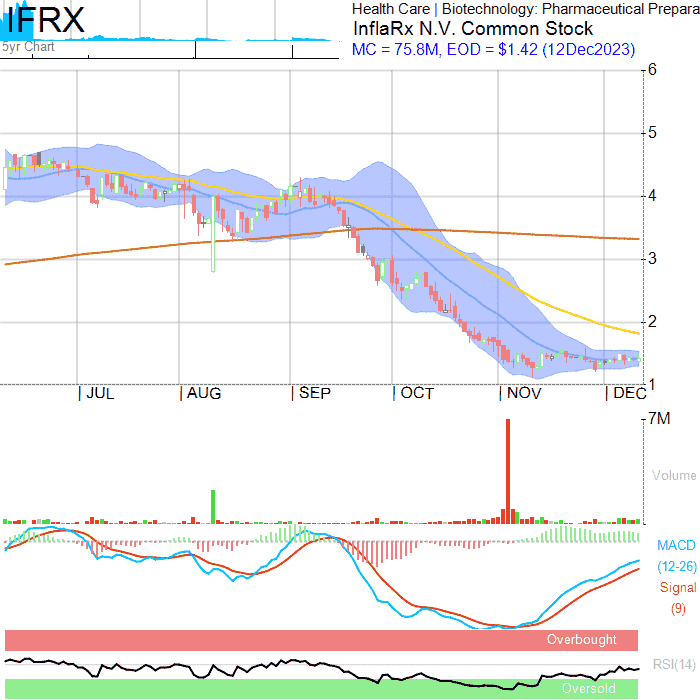 IFRX
5yr Chart
Health Care | Biotechnology: Pharmaceutical Prepara
InflaRx N.V. Common Stock
MC = 75.8M, EOD = $1.42 (12Dec2023)
6
5
4
3
2
1
JUL
AUG
SEP
OCT
NOV
DEC
7M
Volume
MACD
(12-26)
Signal
(9)
Overbought
RSI(14)
Oversold